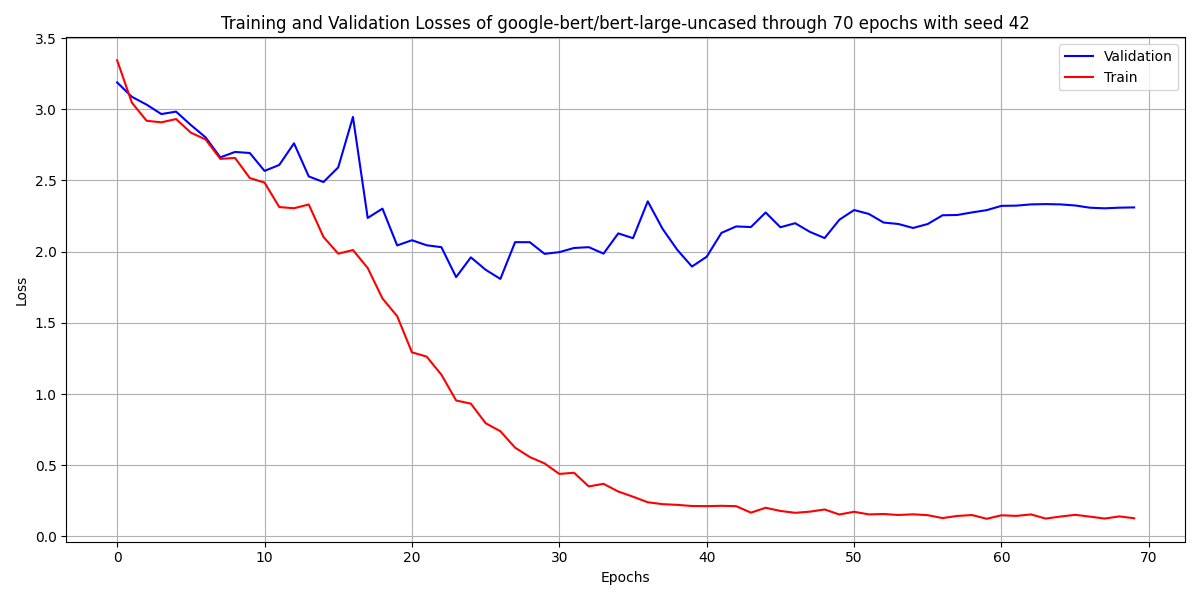 Training and Validation Losses of google-bert/bert-large-uncased through 70 epochs with seed 42
Validation
Train
3.5
3.0
2.5
2.0
1.5
1.0
0.5
0.0
Loss
0 10 20 30 40 50 60 70
Epochs